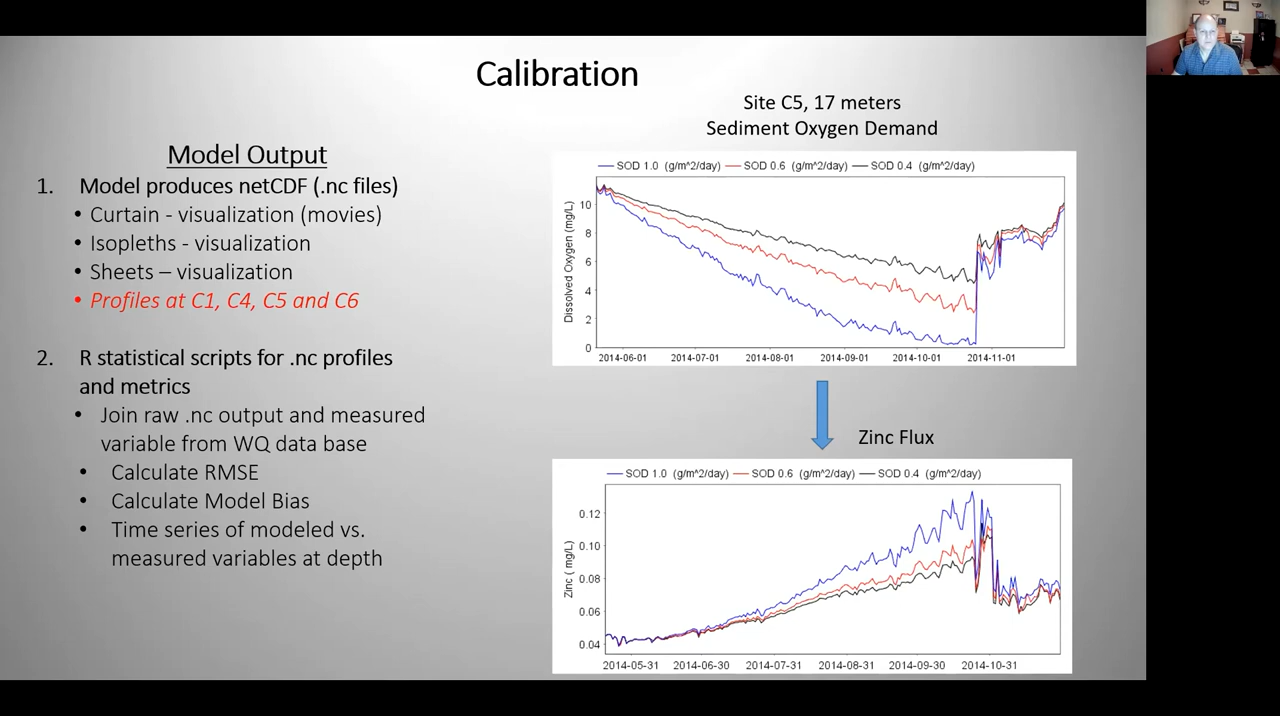 Calibration
Model Output
1. Model produces netCDF (.nc files)
• Curtain - visualization (movies)
• Isopleths - visualization
• Sheets – visualization
• Profiles at C1, C4, C5 and C6
2. R statistical scripts for .nc profiles
and metrics
• Join raw .nc output and measured
variable from WQ data base
• Calculate RMSE
• Calculate Model Bias
• Time series of modeled vs.
measured variables at depth
Site C5, 17 meters
Sediment Oxygen Demand
SOD 1.0 (g/m^2/day) SOD 0.6 (g/m^2/day) SOD 0.4 (g/m^2/day)
Dissolved Oxygen (mg/L)
10
8
6
4
2
0
2014-06-01 2014-07-01 2014-08-01 2014-09-01 2014-10-01 2014-11-01
Zinc Flux
SOD 1.0 (g/m^2/day) SOD 0.6 (g/m^2/day) SOD 0.4 (g/m^2/day)
Zinc ( mg/L)
0.12
0.10
0.08
0.06
0.04
2014-05-31 2014-06-30 2014-07-31 2014-08-31 2014-09-30 2014-10-31